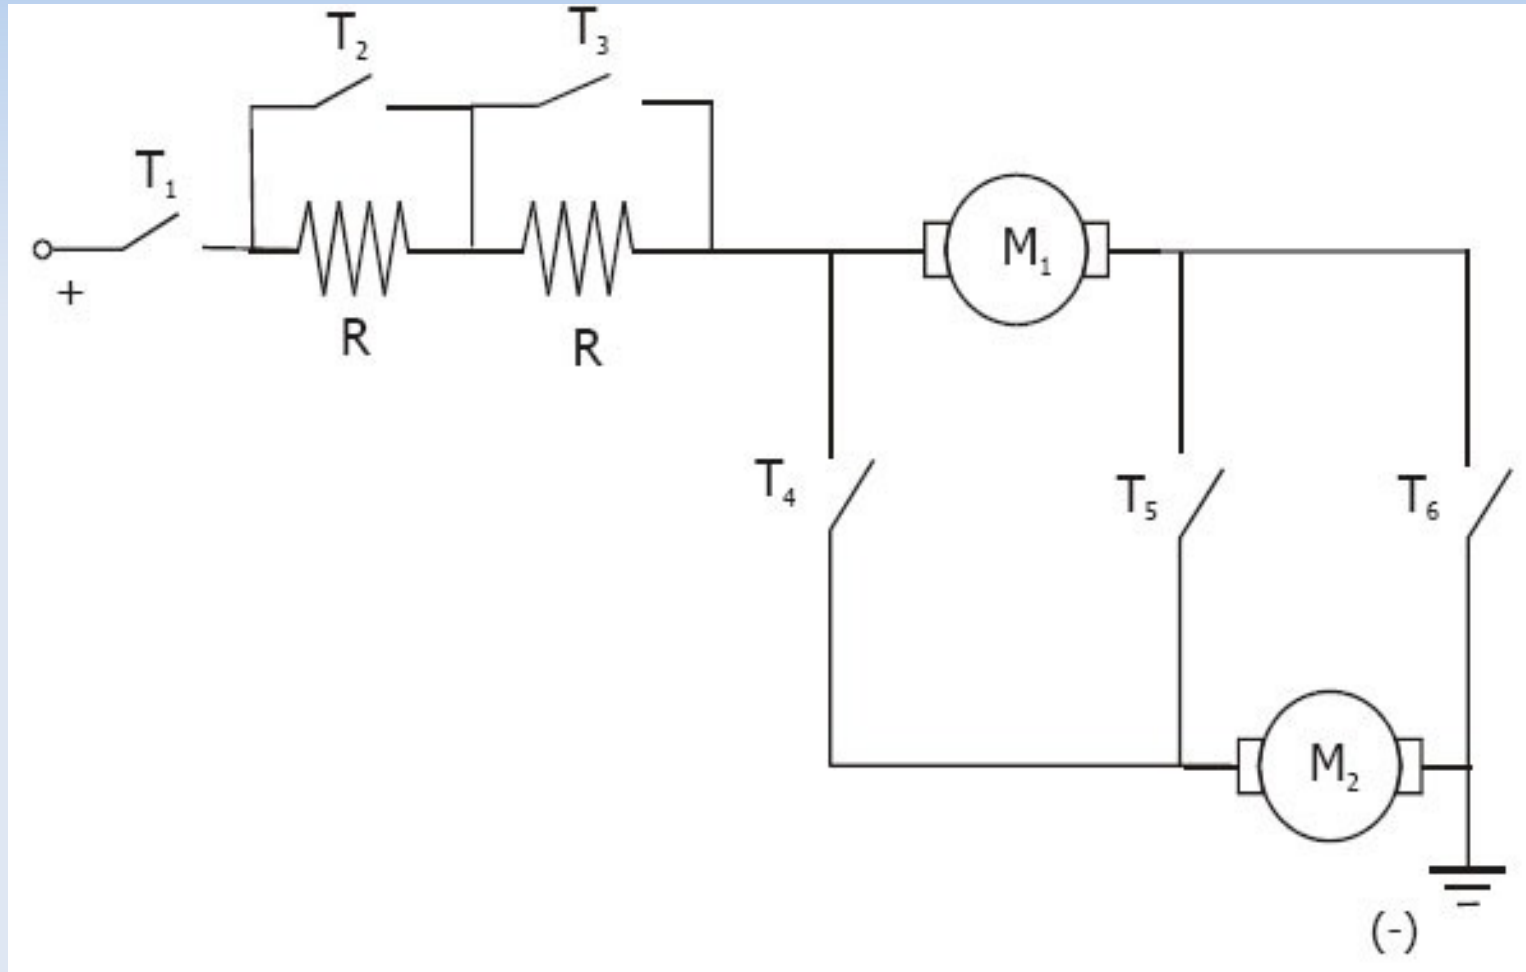 T₂
T₃
T₁
+
R
R
M₁
T₄
T₅
T₆
M₂
(-)